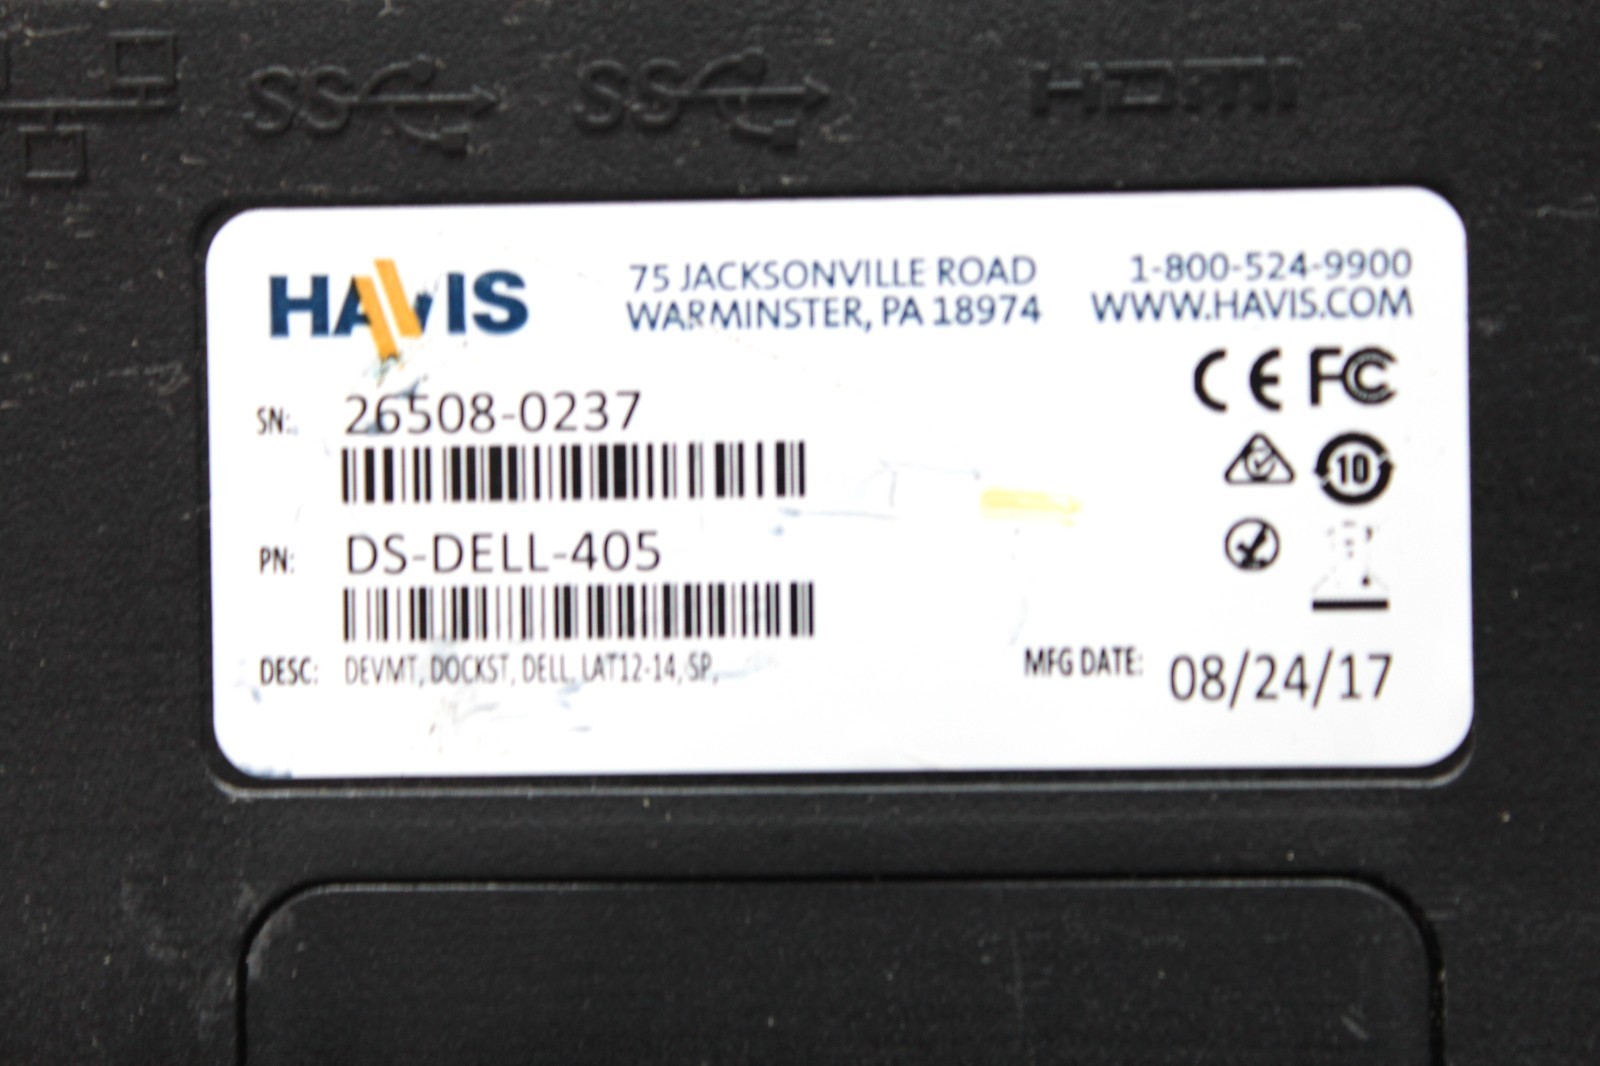 SS SS HDMI
HAVIS
75 JACKSONVILLE ROAD
WARMINSTER, PA 18974
1-800-524-9900
WWW.HAVIS.COM
CE FC
SN: 26508-0237
10
PN: DS-DELL-405
DESC: DEVMT, DOCKST, DELL, LAT12-14, SP,
MFG DATE: 08/24/17